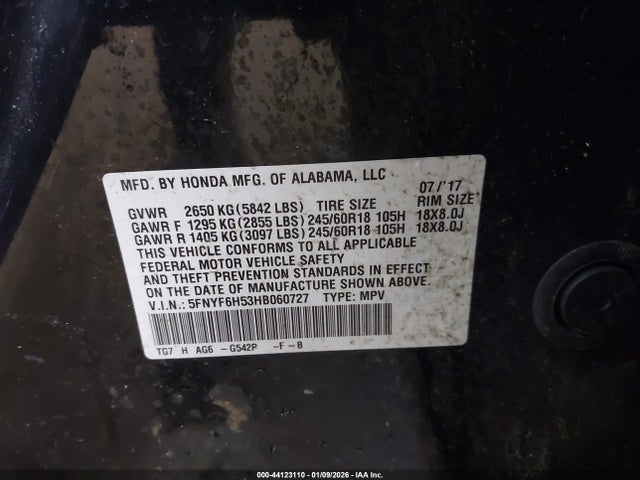 MFD. BY HONDA MFG. OF ALABAMA, LLC 07/'17
GVWR 2650 KG (5842 LBS) TIRE SIZE RIM SIZE
GAWR F 1295 KG (2855 LBS) 245/60R18 105H 18X8.0J
GAWR R 1405 KG (3097 LBS) 245/60R18 105H 18X8.0J
THIS VEHICLE CONFORMS TO ALL APPLICABLE
FEDERAL MOTOR VEHICLE SAFETY
AND THEFT PREVENTION STANDARDS IN EFFECT
ON THE DATE OF MANUFACTURE SHOWN ABOVE.
V.I.N.: 5FNYF6H53HB060727 TYPE: MPV
TG7 H AG6 -G542P -F-B
000-44123110 - 01/09/2026 - IAA Inc.